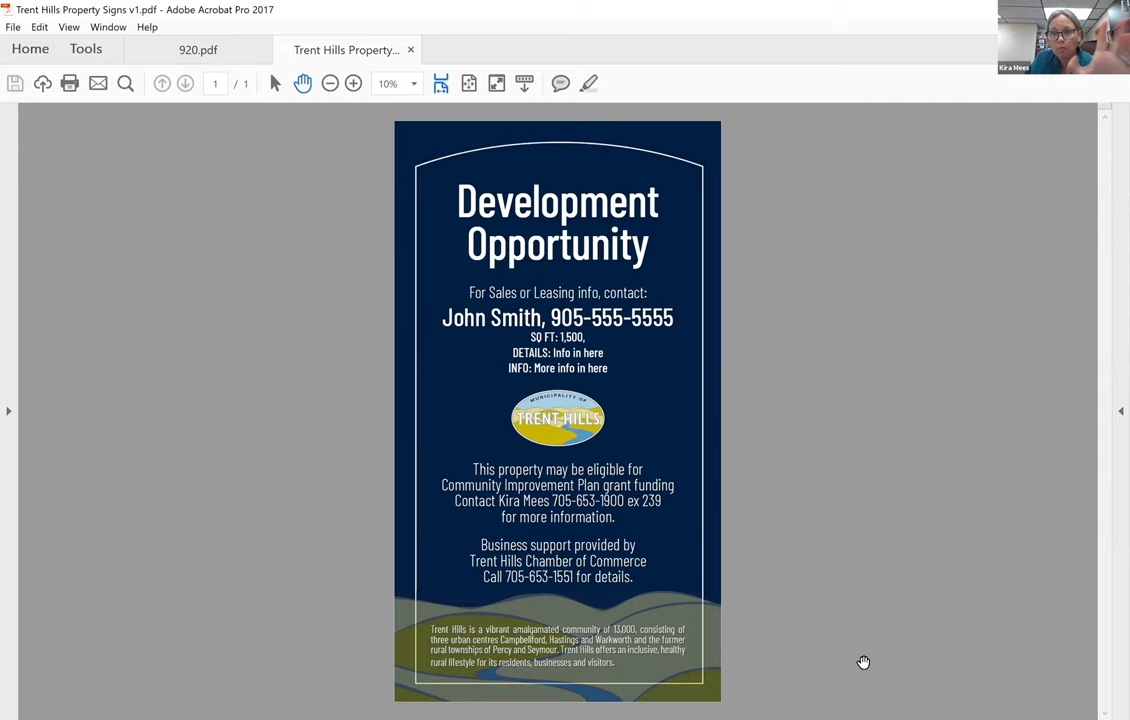 Trent Hills Property Signs v1.pdf - Adobe Acrobat Pro 2017
File Edit View Window Help
Home Tools 920.pdf Trent Hills Property... ×
1 / 1 10%
Kira Mees
Development
Opportunity
For Sales or Leasing info, contact:
John Smith, 905-555-5555
SQ FT: 1,500,
DETAILS: Info in here
INFO: More info in here
MUNICIPALITY OF
TRENT HILLS
This property may be eligible for
Community Improvement Plan grant funding
Contact Kira Mees 705-653-1900 ex 239
for more information.
Business support provided by
Trent Hills Chamber of Commerce
Call 705-653-1551 for details.
Trent Hills is a vibrant amalgamated community of 13,000, consisting of
three urban centres Campbellford, Hastings and Warkworth and the former
rural townships of Percy and Seymour. Trent Hills offers an inclusive, healthy
rural lifestyle for its residents, businesses and visitors.